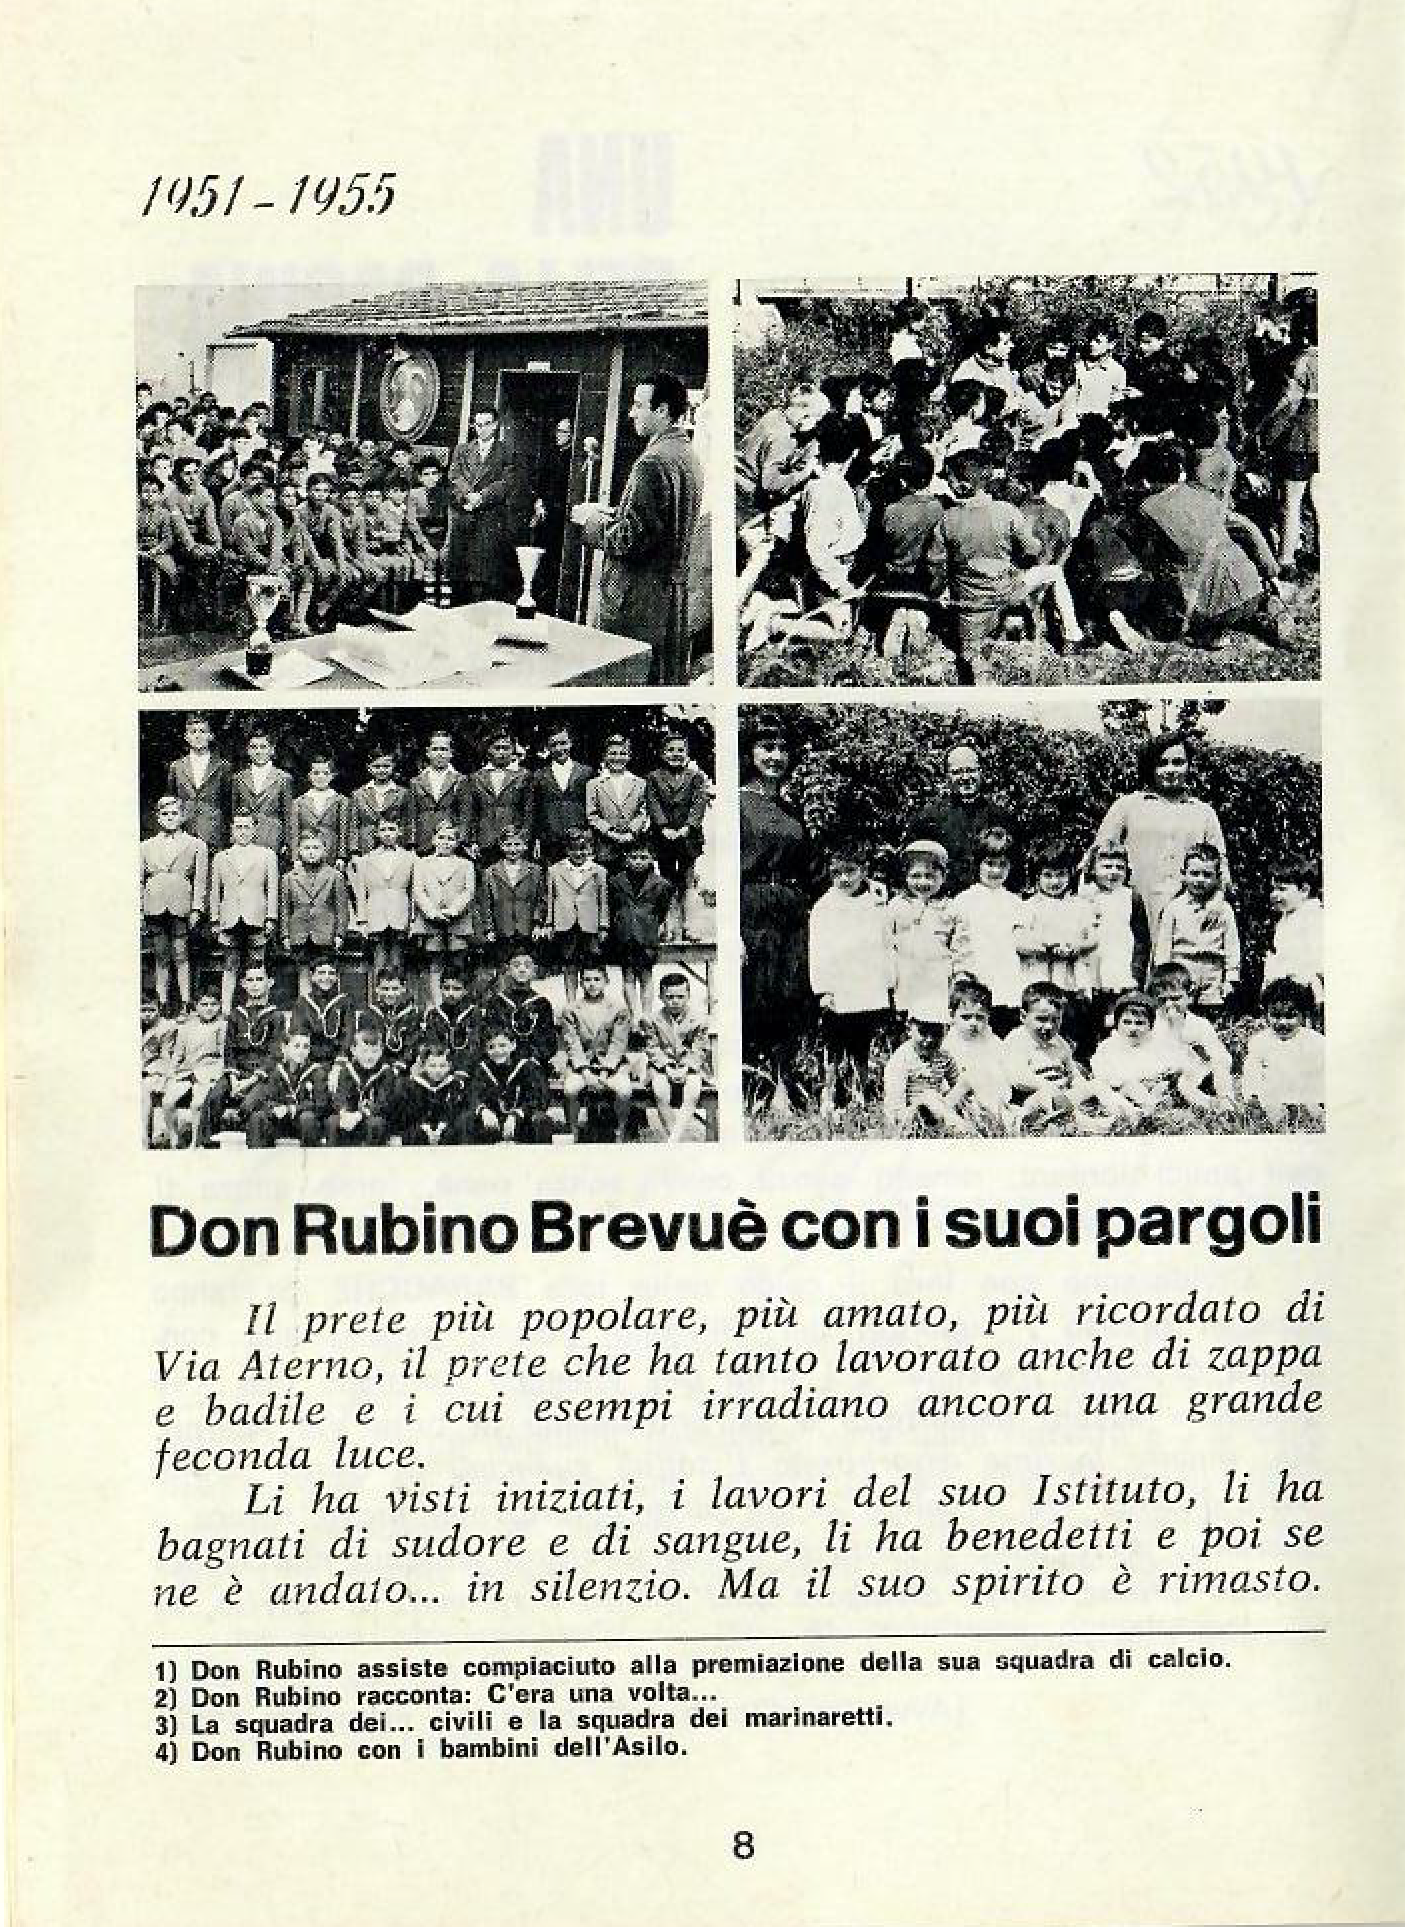 1951-1955
Don Rubino Brevuè con i suoi pargoli
Il prete più popolare, più amato, più ricordato di
Via Aterno, il prete che ha tanto lavorato anche di zappa
e badile e i cui esempi irradiano ancora una grande
feconda luce.
Li ha visti iniziati, i lavori del suo Istituto, li ha
bagnati di sudore e di sangue, li ha benedetti e poi se
ne è andato... in silenzio. Ma il suo spirito è rimasto.
1) Don Rubino assiste compiaciuto alla premiazione della sua squadra di calcio.
2) Don Rubino racconta: C'era una volta...
3) La squadra dei... civili e la squadra dei marinaretti.
4) Don Rubino con i bambini dell'Asilo.
8